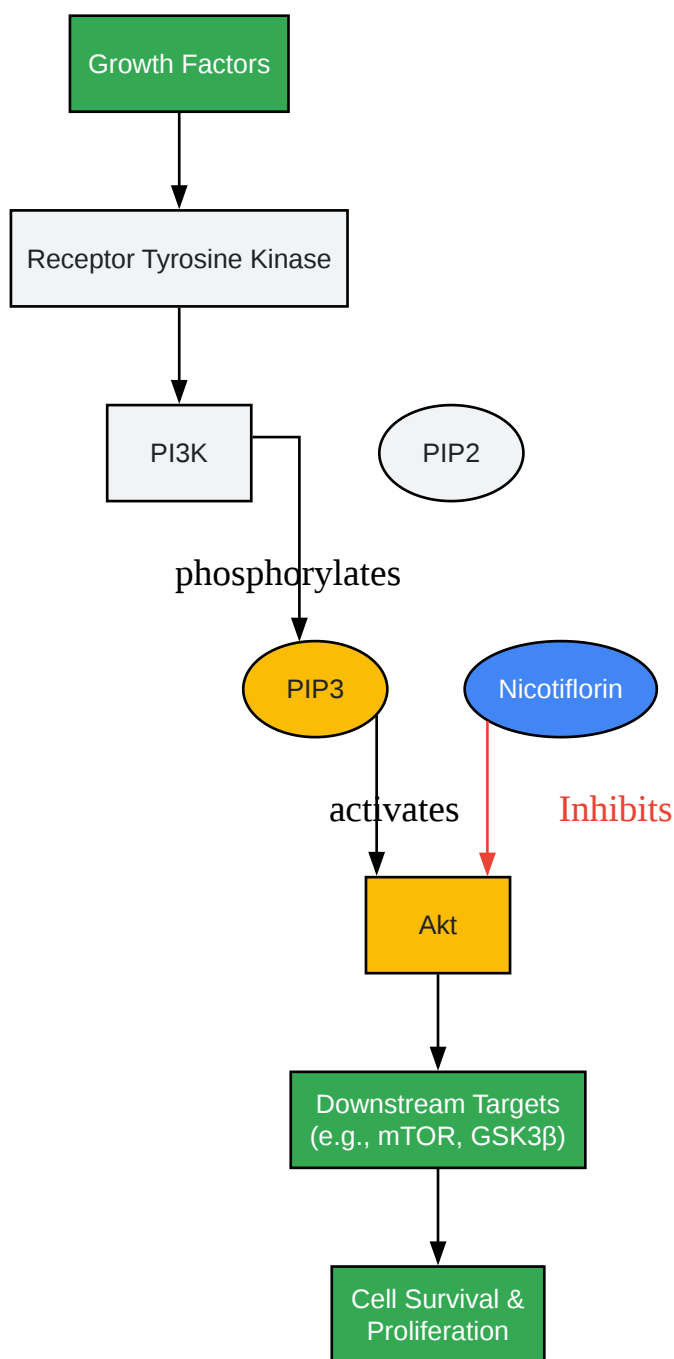 Growth Factors
Receptor Tyrosine Kinase
PI3K
PIP2
phosphorylates
PIP3
Nicotiflorin
activates
Inhibits
Akt
Downstream Targets
(e.g., mTOR, GSK3β)
Cell Survival &
Proliferation